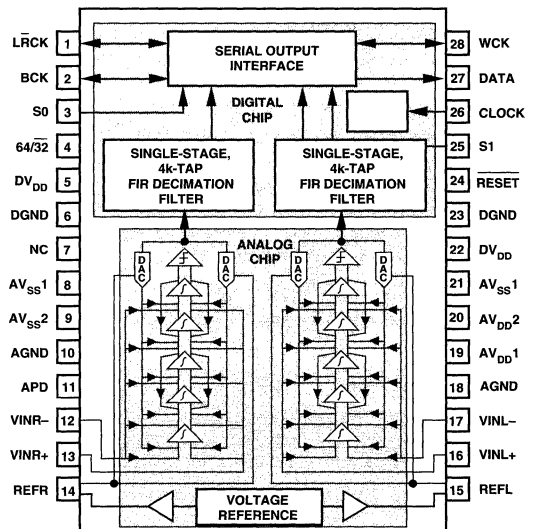 LR̅CK 1
28 WCK
SERIAL OUTPUT
INTERFACE
BCK 2
27 DATA
S0 3
DIGITAL
CHIP
26 CLOCK
64/3̅2̅ 4
25 S1
SINGLE-STAGE,
4k-TAP
FIR DECIMATION
FILTER
SINGLE-STAGE,
4k-TAP
FIR DECIMATION
FILTER
DVDD 5
24 R̅E̅S̅E̅T̅
DGND 6
23 DGND
NC 7
ANALOG
CHIP
22 DVDD
DAC
DAC
DAC
DAC
AVSS1 8
21 AVSS1
AVSS2 9
20 AVDD2
AGND 10
19 AVDD1
APD 11
18 AGND
VINR– 12
17 VINL–
VINR+ 13
16 VINL+
REFR 14
VOLTAGE
REFERENCE
15 REFL